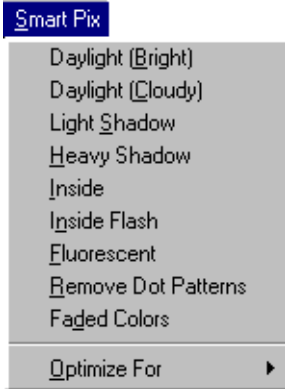 Smart Pix
Daylight (Bright)
Daylight (Cloudy)
Light Shadow
Heavy Shadow
Inside
Inside Flash
Fluorescent
Remove Dot Patterns
Faded Colors
Optimize For